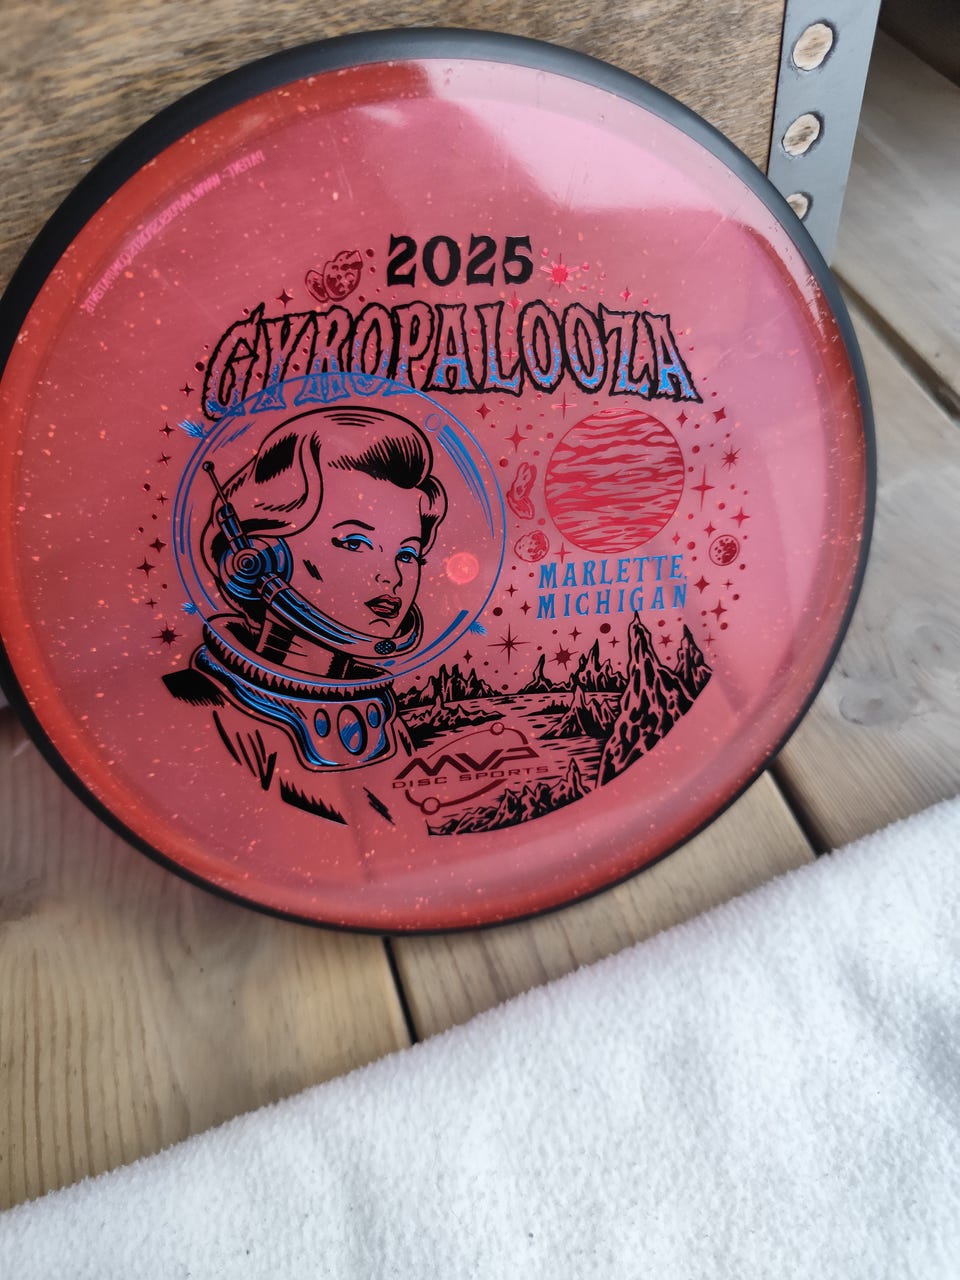 2025
GYROPALOOZA
MARLETTE,
MICHIGAN
MVP
DISC SPORTS